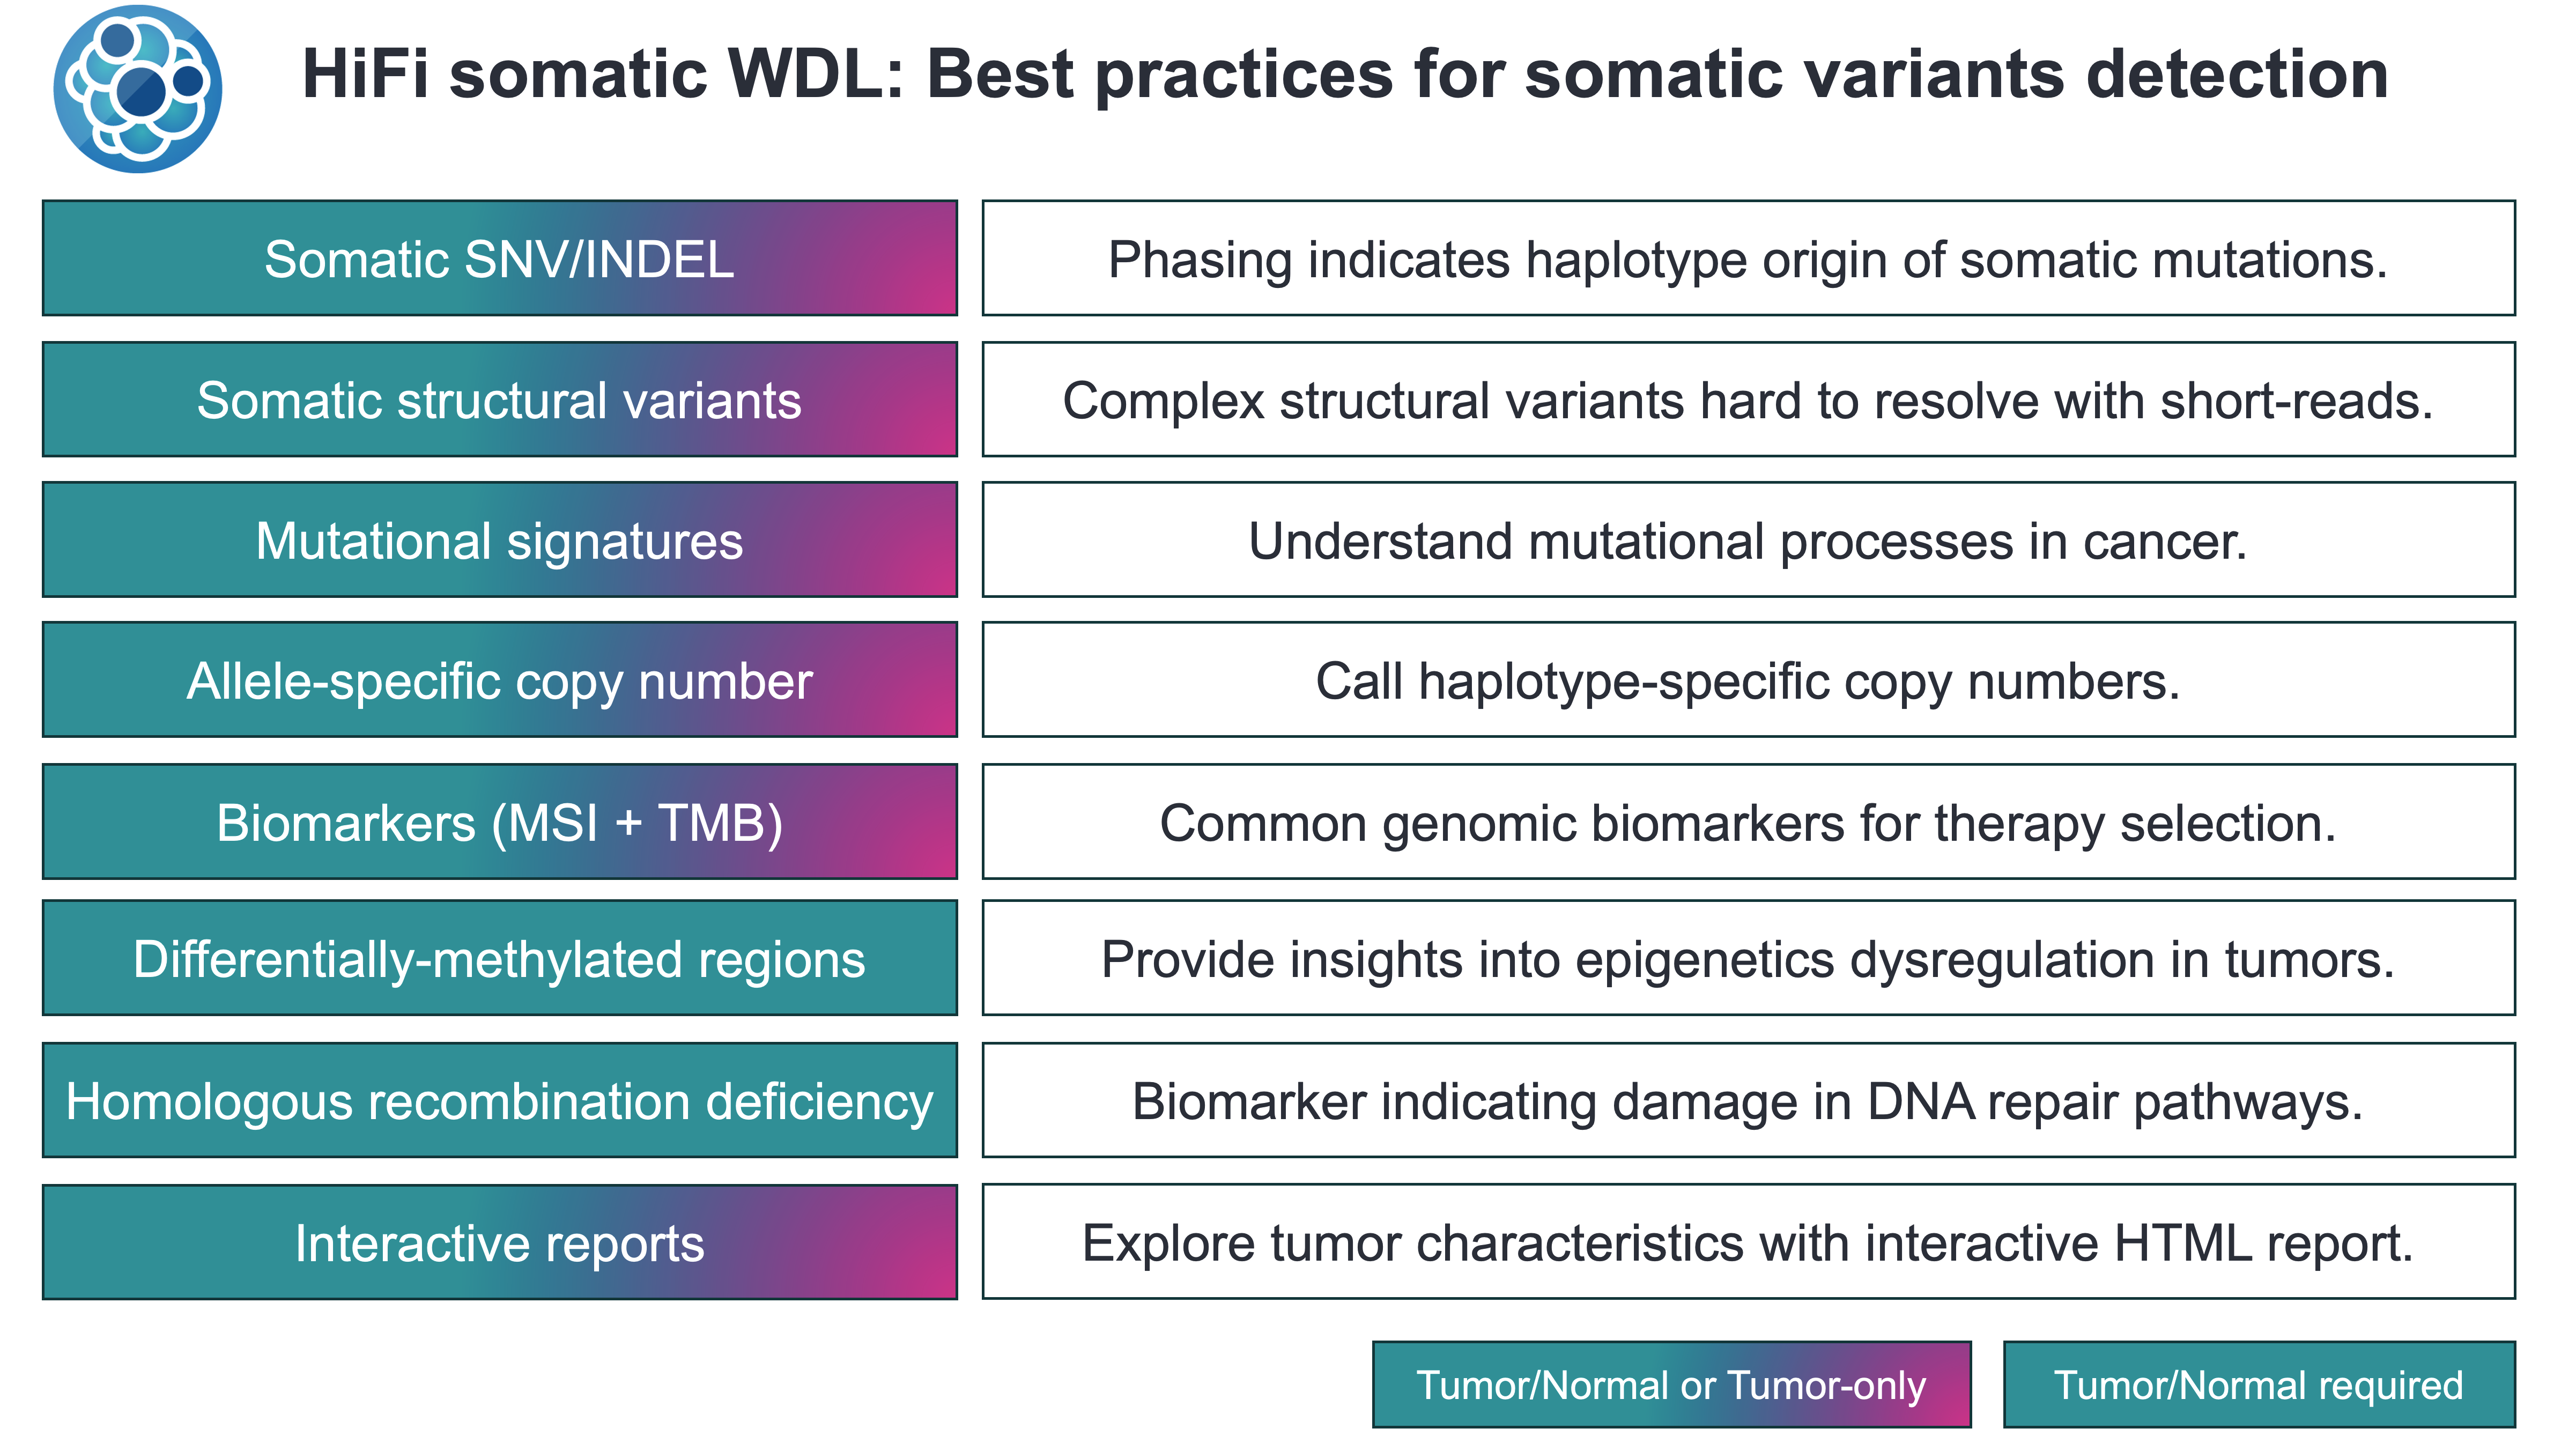 HiFi somatic WDL: Best practices for somatic variants detection
Somatic SNV/INDEL
Phasing indicates haplotype origin of somatic mutations.
Somatic structural variants
Complex structural variants hard to resolve with short-reads.
Mutational signatures
Understand mutational processes in cancer.
Allele-specific copy number
Call haplotype-specific copy numbers.
Biomarkers (MSI + TMB)
Common genomic biomarkers for therapy selection.
Differentially-methylated regions
Provide insights into epigenetics dysregulation in tumors.
Homologous recombination deficiency
Biomarker indicating damage in DNA repair pathways.
Interactive reports
Explore tumor characteristics with interactive HTML report.
Tumor/Normal or Tumor-only
Tumor/Normal required